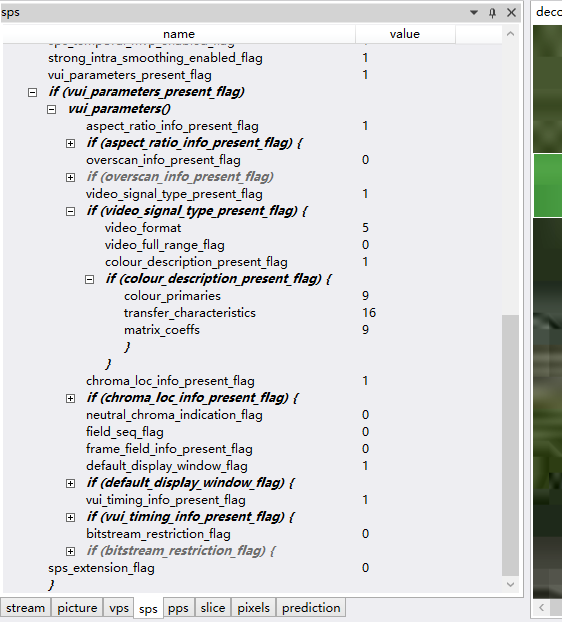 sps
deco
name value
strong_intra_smoothing_enabled_flag 1
vui_parameters_present_flag 1
if (vui_parameters_present_flag)
vui_parameters()
aspect_ratio_info_present_flag 1
if (aspect_ratio_info_present_flag) {
overscan_info_present_flag 0
if (overscan_info_present_flag)
video_signal_type_present_flag 1
if (video_signal_type_present_flag) {
video_format 5
video_full_range_flag 0
colour_description_present_flag 1
if (colour_description_present_flag) {
colour_primaries 9
transfer_characteristics 16
matrix_coeffs 9
}
}
chroma_loc_info_present_flag 1
if (chroma_loc_info_present_flag) {
neutral_chroma_indication_flag 0
field_seq_flag 0
frame_field_info_present_flag 0
default_display_window_flag 1
if (default_display_window_flag) {
vui_timing_info_present_flag 1
if (vui_timing_info_present_flag) {
bitstream_restriction_flag 0
if (bitstream_restriction_flag) {
sps_extension_flag 0
}
stream picture vps sps pps slice pixels prediction